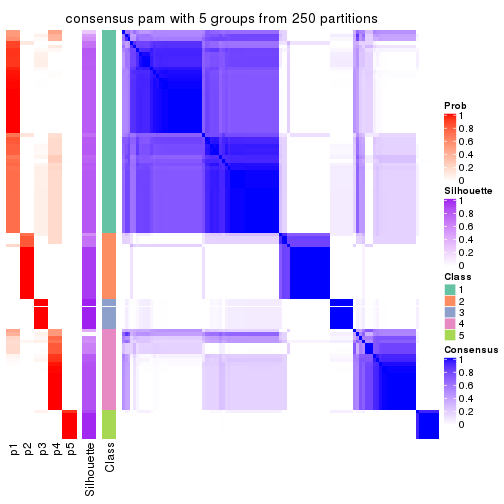 consensus pam with 5 groups from 250 partitions
Prob
1
0.8
0.6
0.4
0.2
0
Silhouette
1
0.8
0.6
0.4
0.2
0
Class
1
2
3
4
5
Consensus
1
0.8
0.6
0.4
0.2
0
p1
p2
p3
p4
p5
Silhouette
Class